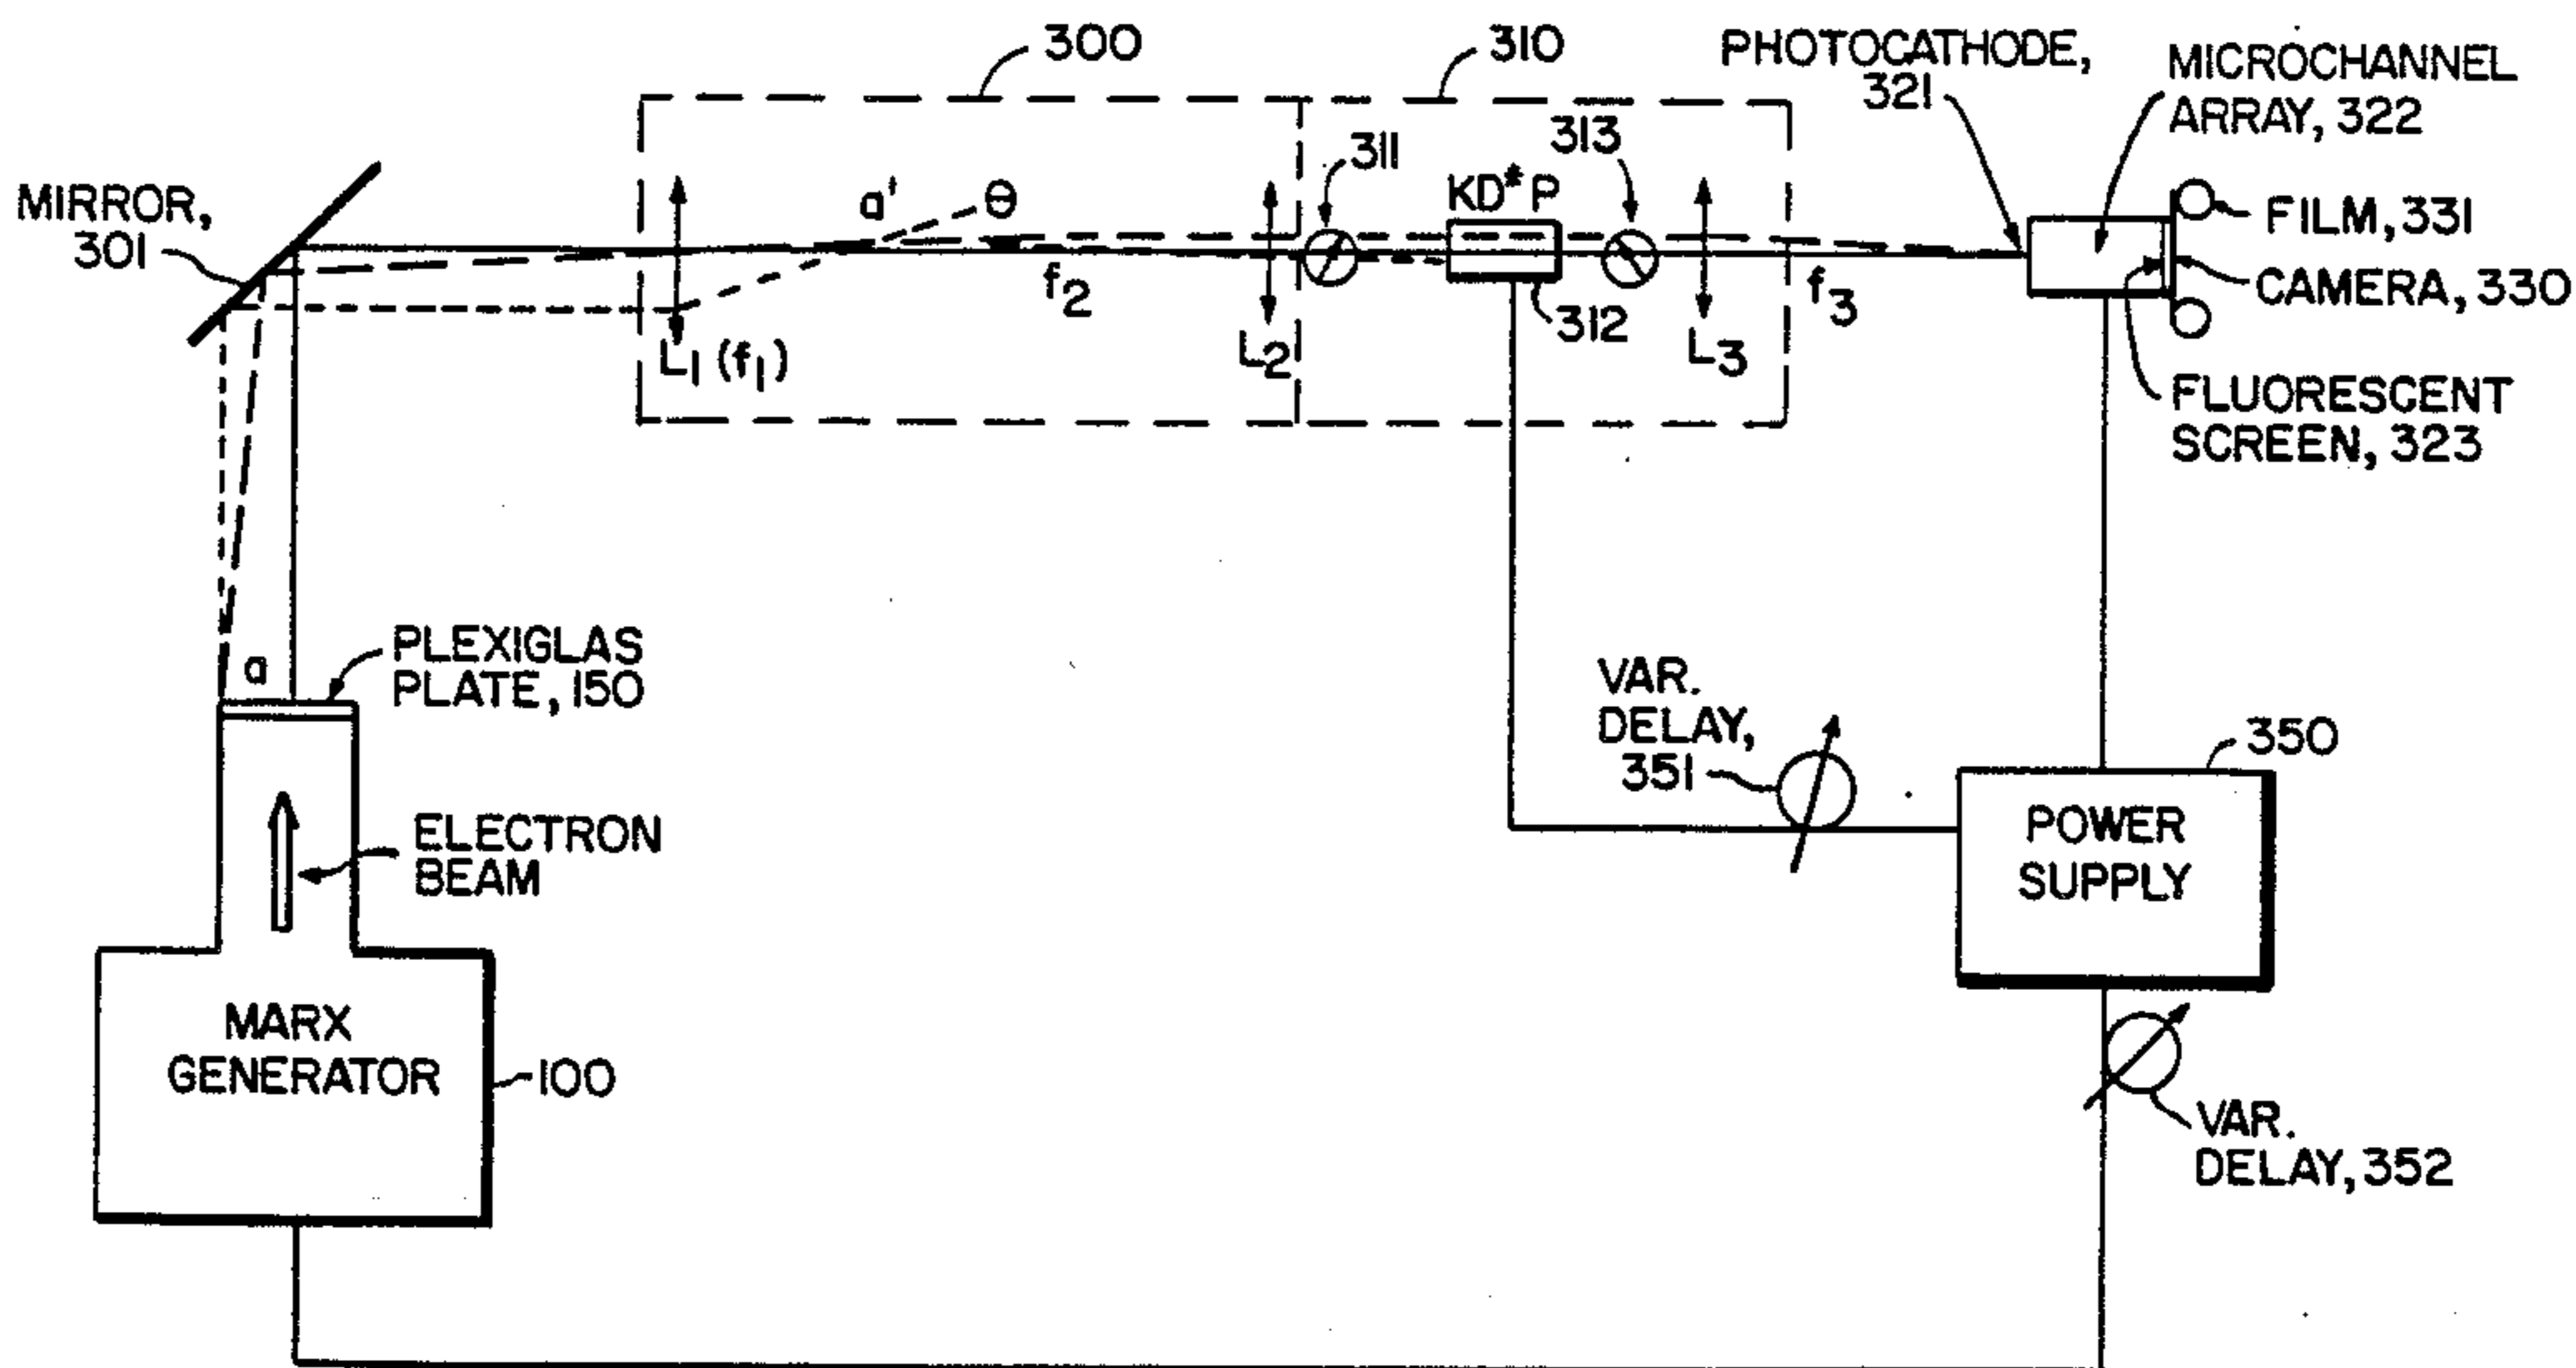 300
310
PHOTOCATHODE,
321
MICROCHANNEL
ARRAY, 322
311
313
MIRROR,
301
a'
θ
KD*P
FILM, 331
f2
f3
CAMERA, 330
312
L1 (f1)
L2
L3
FLUORESCENT
SCREEN, 323
a
PLEXIGLAS
PLATE, 150
VAR.
DELAY,
351
350
POWER
SUPPLY
ELECTRON
BEAM
MARX
GENERATOR
100
VAR.
DELAY, 352